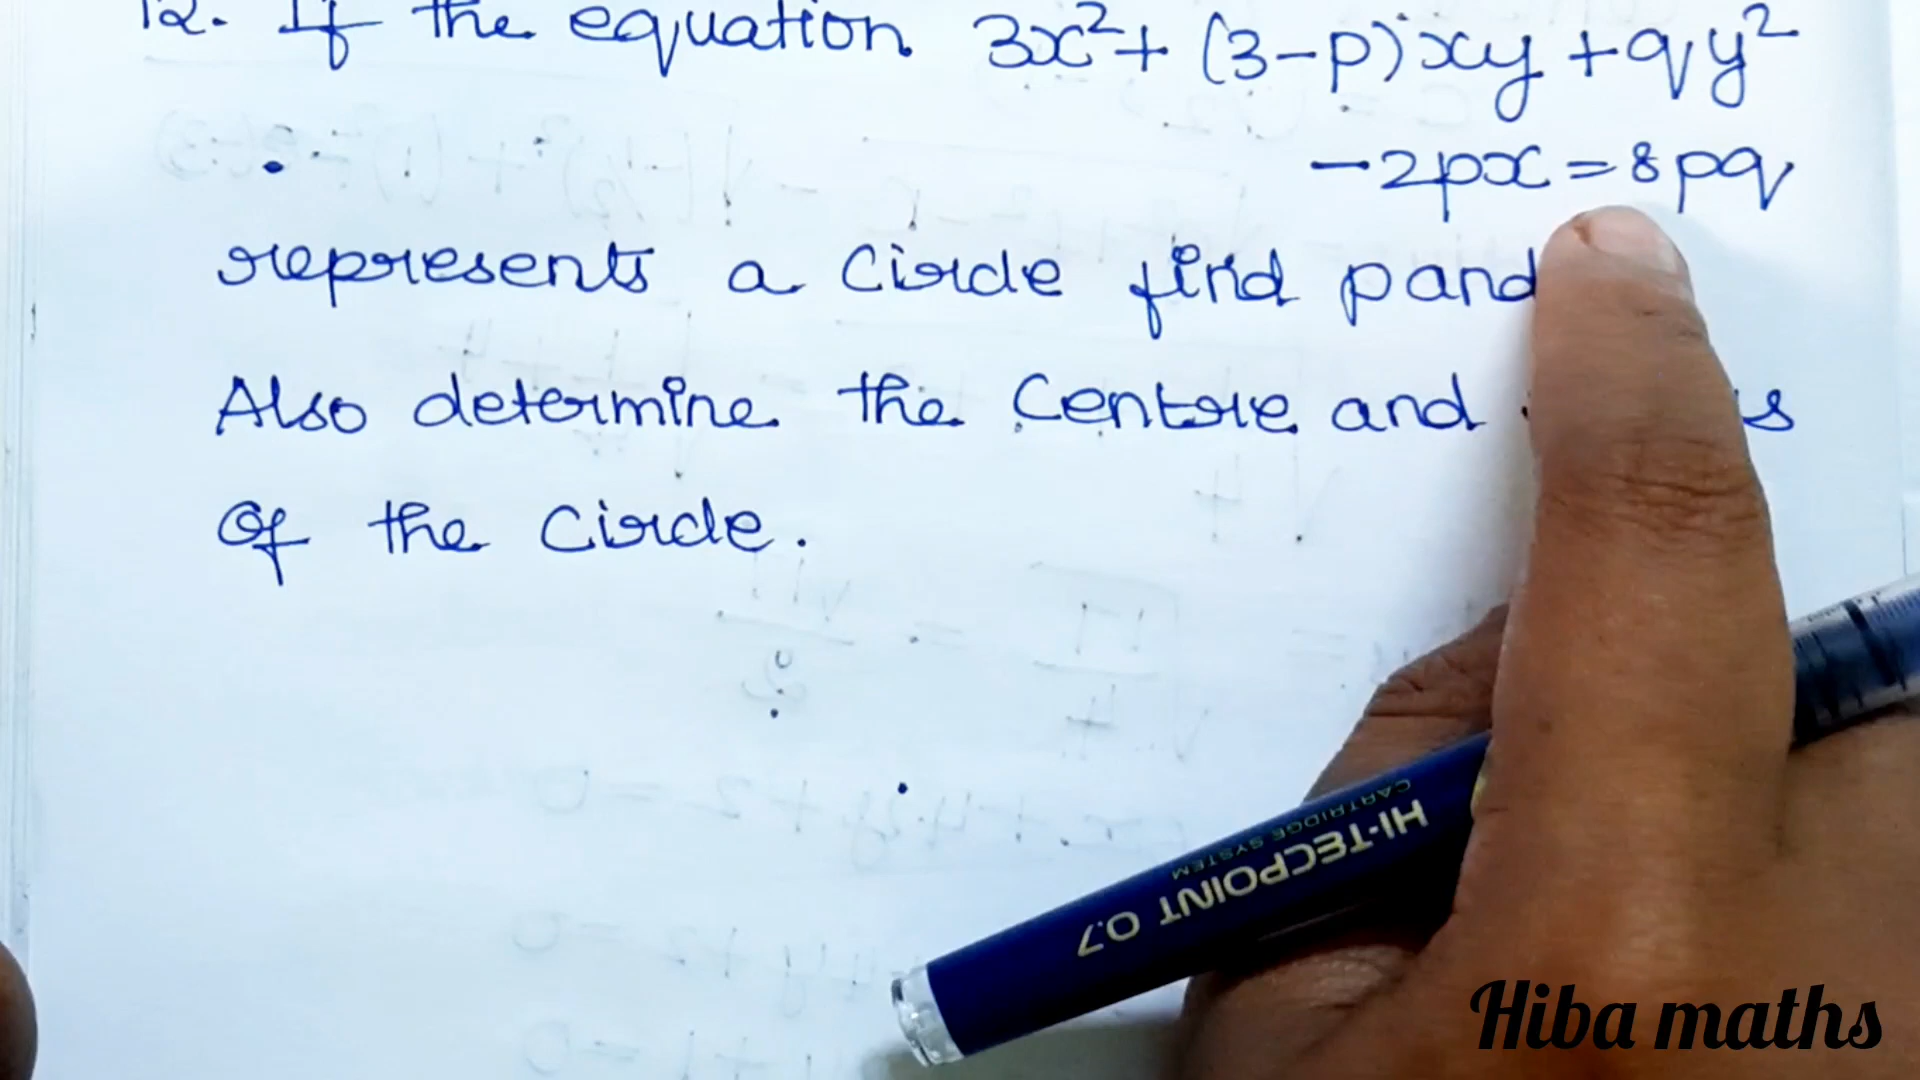 12. If the equation 3x²+ (3-p)xy +qy²
-2px = 8pq
represents a Circle find p and
Also determine the Centre and
Of the Circle.
HI-TECPOINT 0.7
CARTRIDGE SYSTEM
Hiba maths